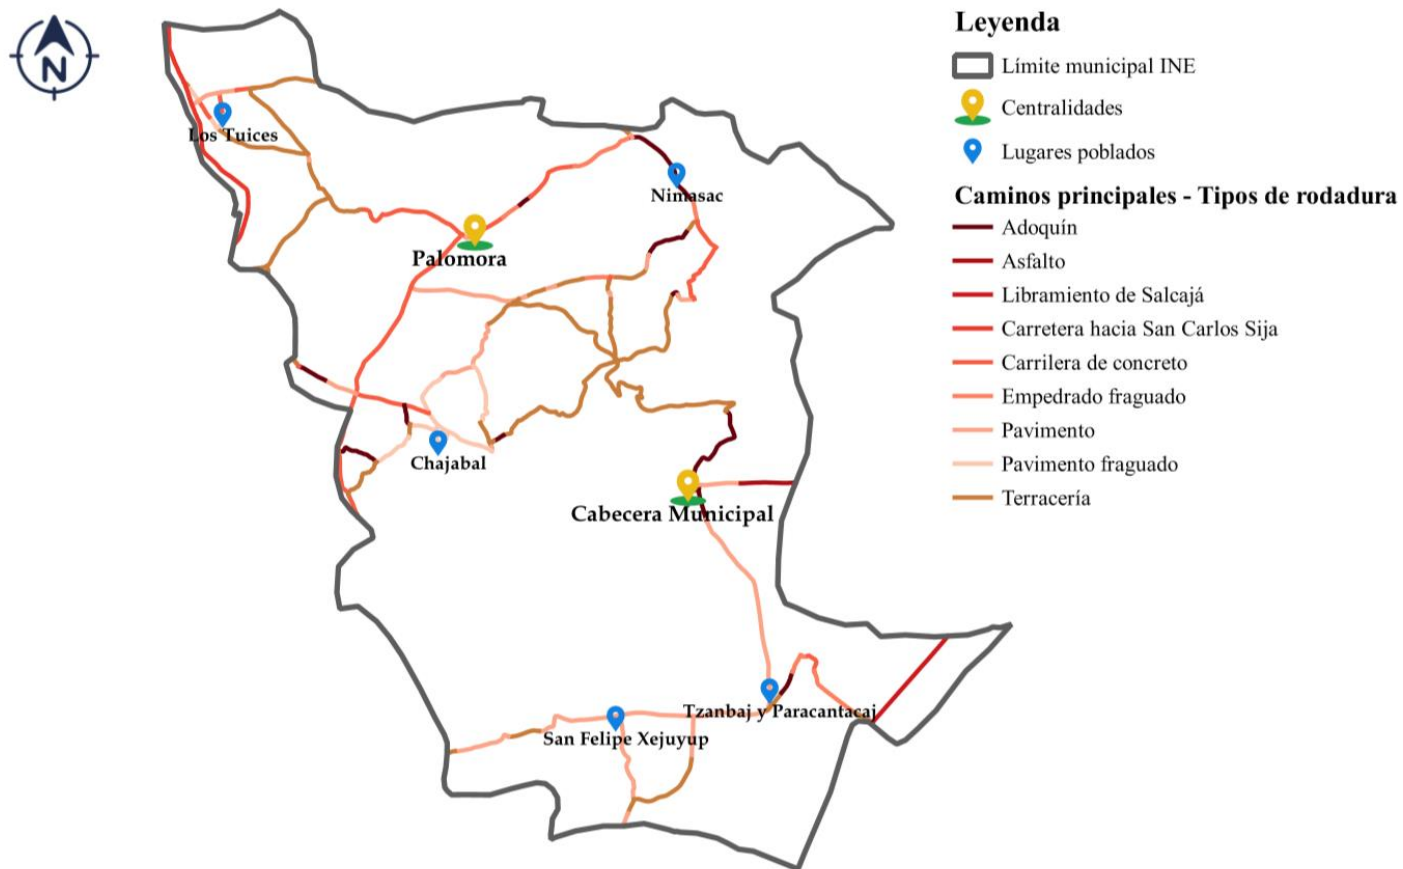 N
Los Tuices
Nimasac
Palomora
Chajabal
Cabecera Municipal
Tzanbaj y Paracantacaj
San Felipe Xejuyup
Leyenda
Límite municipal INE
Centralidades
Lugares poblados
Caminos principales - Tipos de rodadura
Adoquín
Asfalto
Libramiento de Salcajá
Carretera hacia San Carlos Sija
Carrilera de concreto
Empedrado fraguado
Pavimento
Pavimento fraguado
Terracería